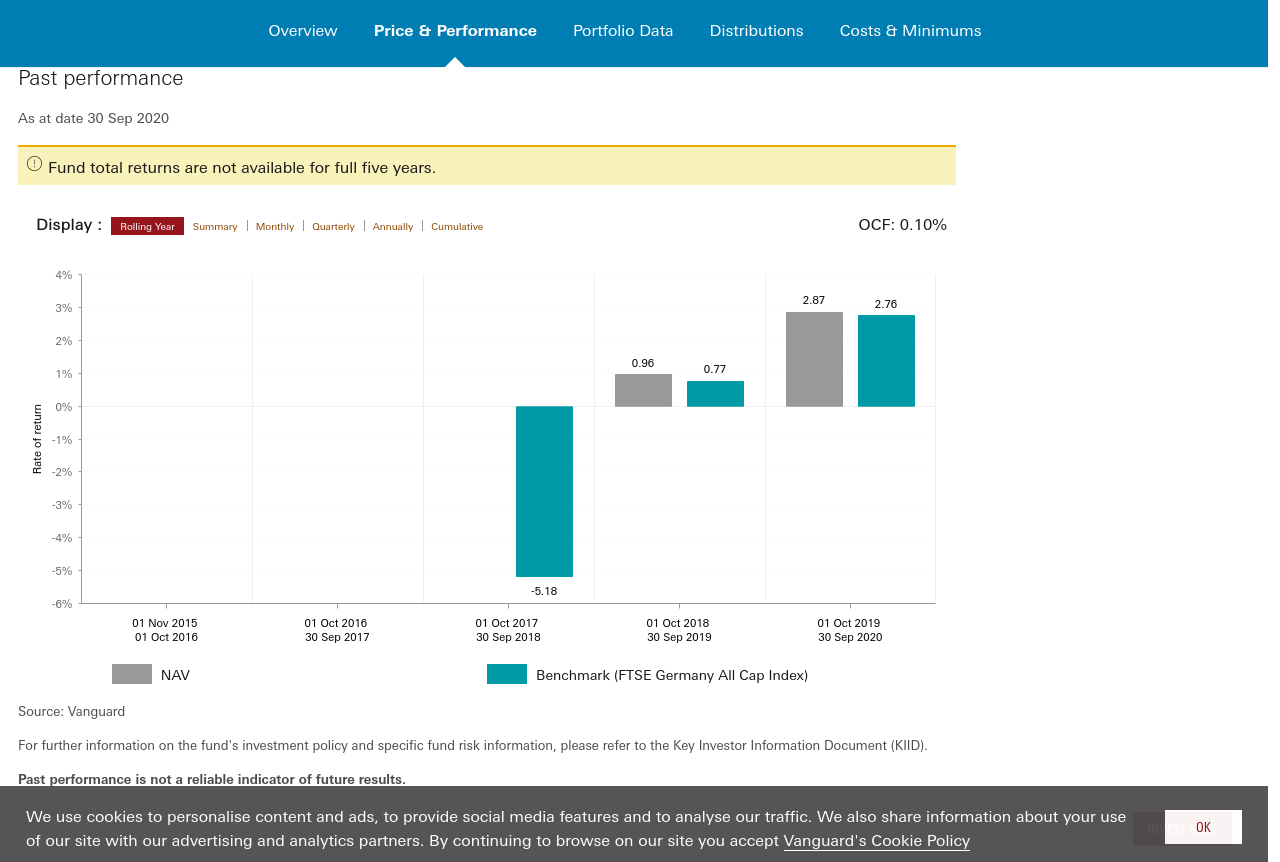 Overview
Price & Performance
Portfolio Data
Distributions
Costs & Minimums
Past performance
As at date 30 Sep 2020
Fund total returns are not available for full five years.
Display : Rolling Year Summary Monthly Quarterly Annually Cumulative
OCF: 0.10%
4%
3%
2%
1%
0%
-1%
-2%
-3%
-4%
-5%
-6%
Rate of return
-5.18
0.96
0.77
2.87
2.76
01 Nov 2015
01 Oct 2016
01 Oct 2016
30 Sep 2017
01 Oct 2017
30 Sep 2018
01 Oct 2018
30 Sep 2019
01 Oct 2019
30 Sep 2020
NAV
Benchmark (FTSE Germany All Cap Index)
Source: Vanguard
For further information on the fund's investment policy and specific fund risk information, please refer to the Key Investor Information Document (KIID).
Past performance is not a reliable indicator of future results.
We use cookies to personalise content and ads, to provide social media features and to analyse our traffic. We also share information about your use
of our site with our advertising and analytics partners. By continuing to browse on our site you accept Vanguard's Cookie Policy
OK